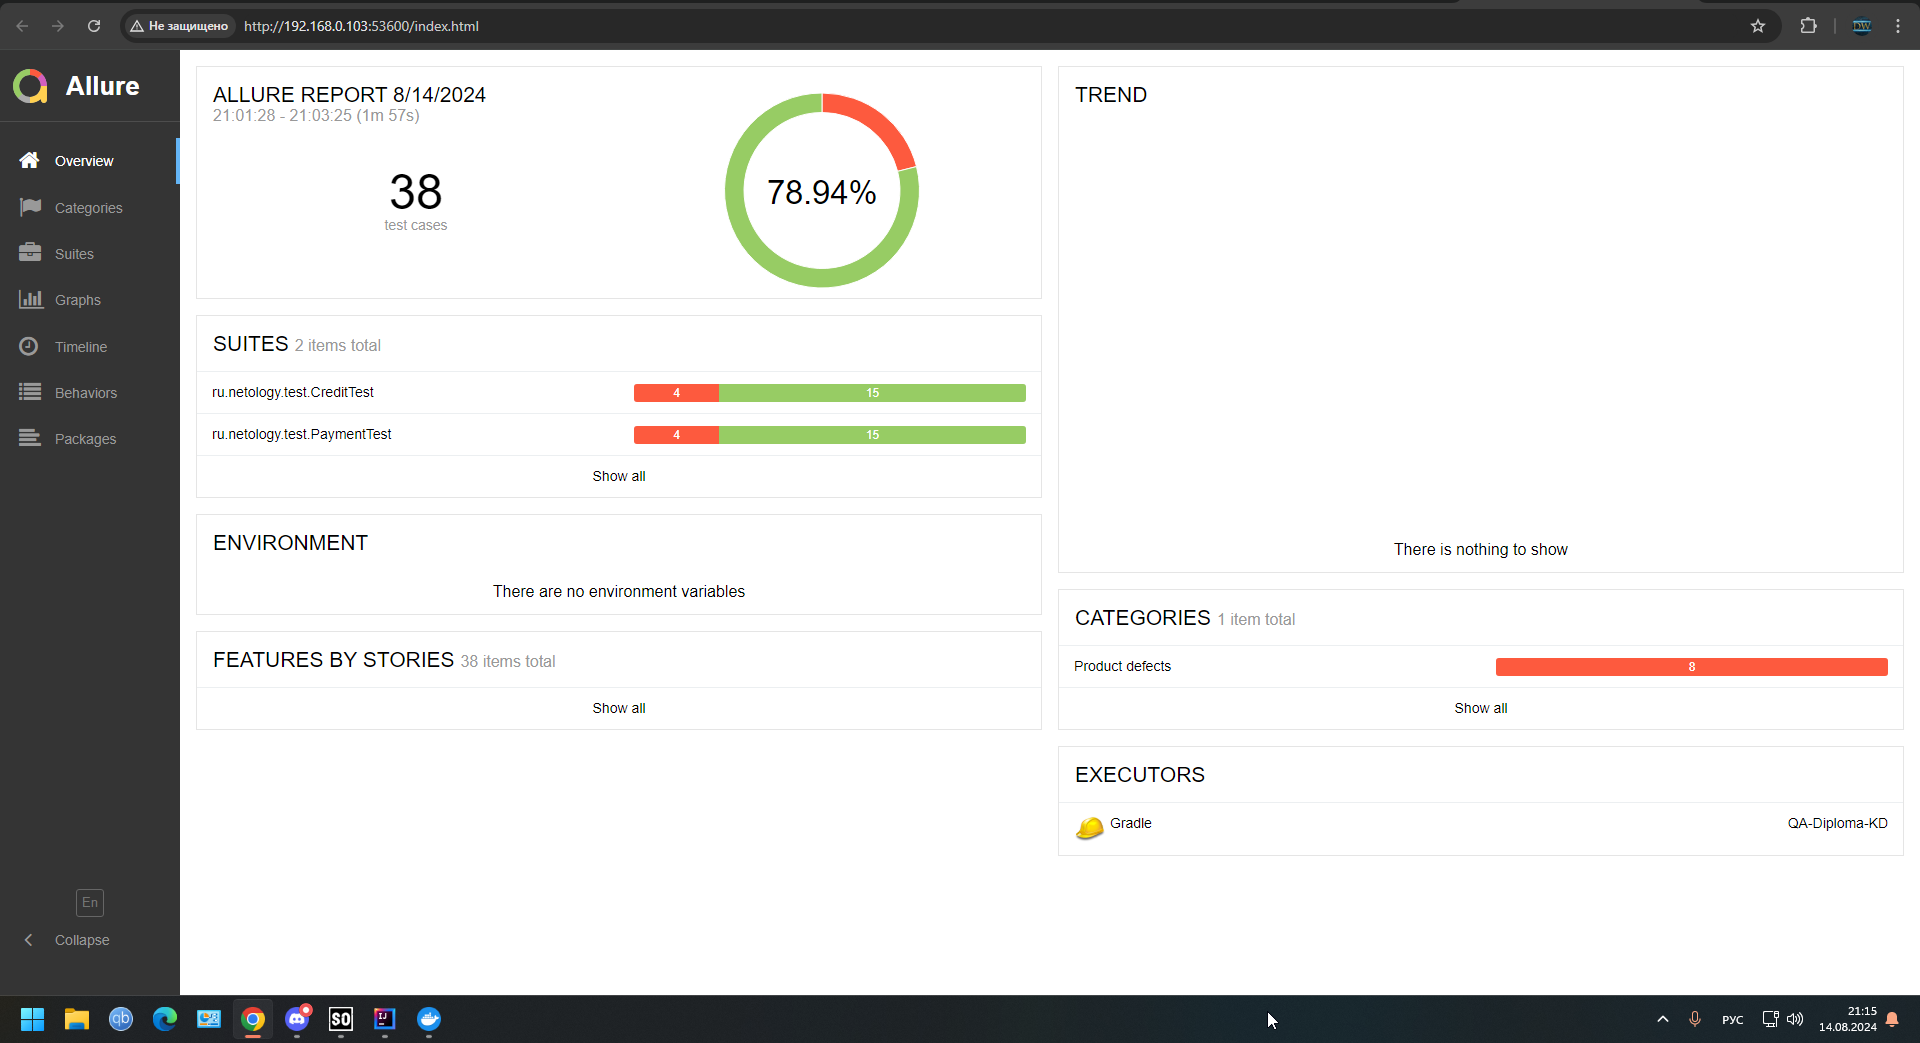 Не защищено
http://192.168.0.103:53600/index.html
DW
Allure
Overview
Categories
Suites
Graphs
Timeline
Behaviors
Packages
En
Collapse
ALLURE REPORT 8/14/2024
21:01:28 - 21:03:25 (1m 57s)
38
test cases
78.94%
SUITES 2 items total
ru.netology.test.CreditTest 4 15
ru.netology.test.PaymentTest 4 15
Show all
ENVIRONMENT
There are no environment variables
FEATURES BY STORIES 38 items total
Show all
TREND
There is nothing to show
CATEGORIES 1 item total
Product defects 8
Show all
EXECUTORS
Gradle QA-Diploma-KD
qb
SO
IJ
РУС
21:15
14.08.2024